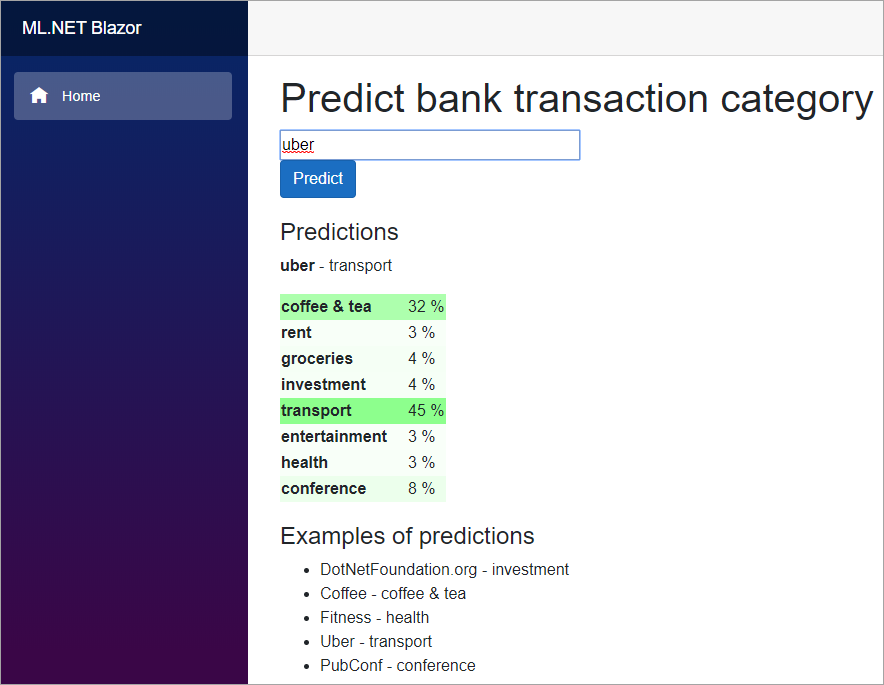 ML.NET Blazor
Home
Predict bank transaction category
uber
Predict
Predictions
uber - transport
coffee & tea 32 %
rent 3 %
groceries 4 %
investment 4 %
transport 45 %
entertainment 3 %
health 3 %
conference 8 %
Examples of predictions
• DotNetFoundation.org - investment
• Coffee - coffee & tea
• Fitness - health
• Uber - transport
• PubConf - conference